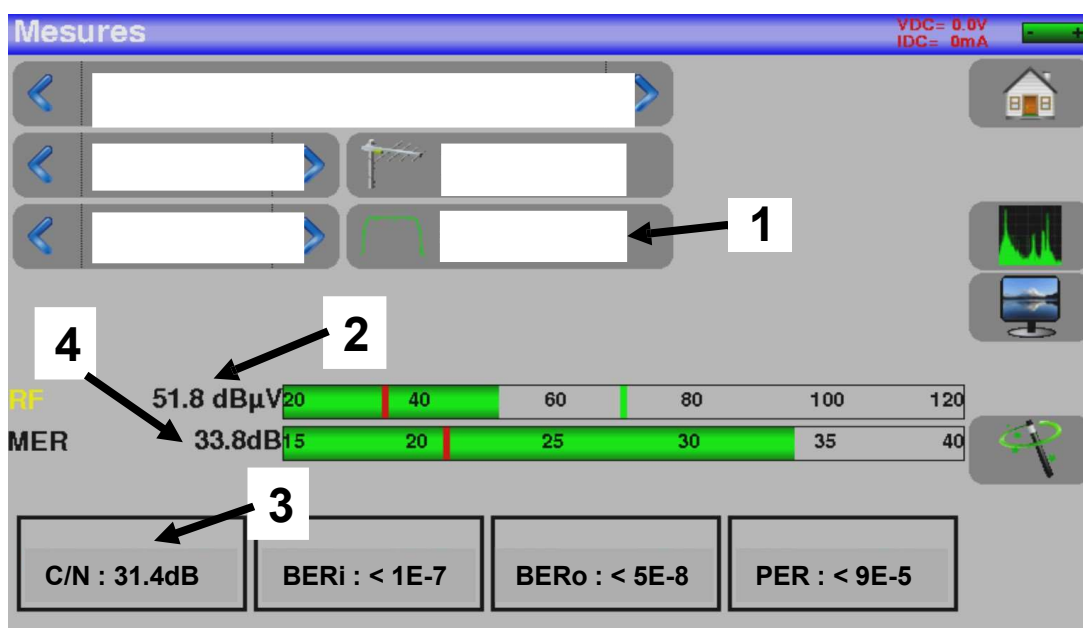 Mesures
VDC= 0.0V
IDC= 0mA
- +
1
2
4
RF 51.8 dBµV 20 40 60 80 100 120
MER 33.8dB 15 20 25 30 35 40
3
C/N : 31.4dB BERi : < 1E-7 BERo : < 5E-8 PER : < 9E-5